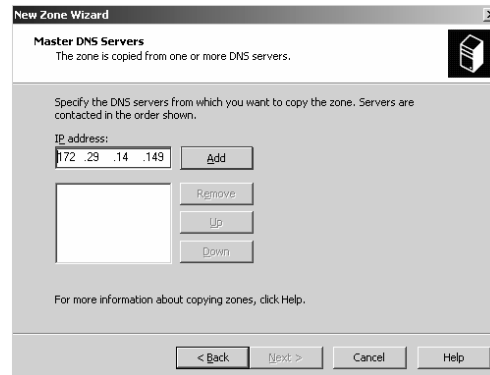 New Zone Wizard
Master DNS Servers
The zone is copied from one or more DNS servers.
Specify the DNS servers from which you want to copy the zone. Servers are
contacted in the order shown.
IP address:
172 .29 .14 .149
Add
Remove
Up
Down
For more information about copying zones, click Help.
< Back Next > Cancel Help